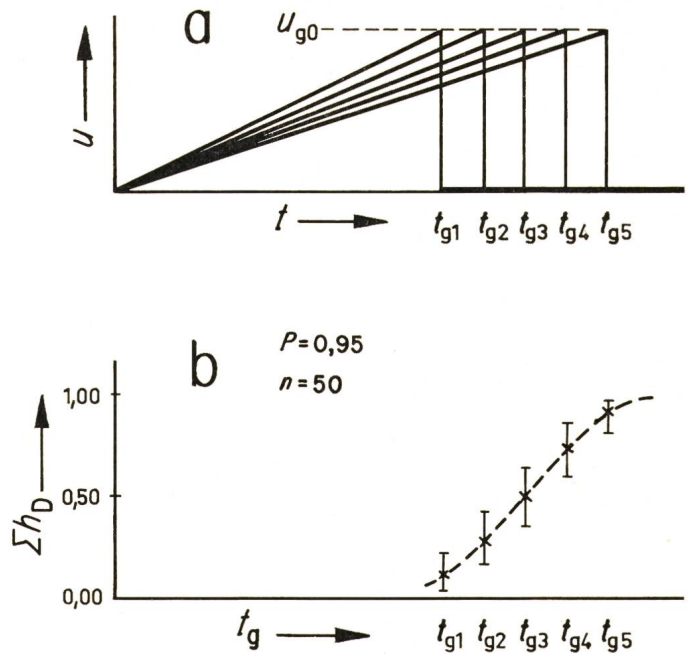 a
u_g0
u
t
t_g1 t_g2 t_g3 t_g4 t_g5
b
P=0,95
n=50
1,00
0,50
0,00
Σh_D
t_g
t_g1 t_g2 t_g3 t_g4 t_g5